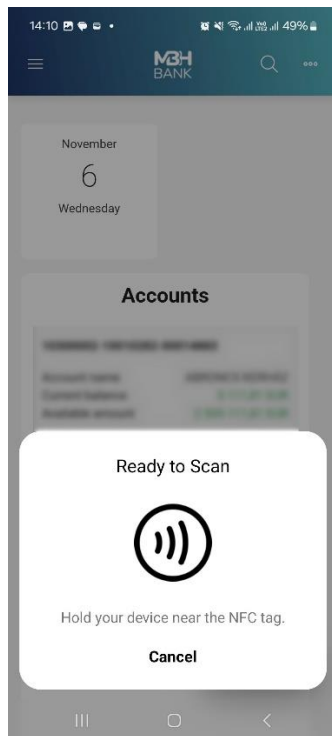 14:10
49%
MBH
BANK
November
6
Wednesday
Accounts
Account name
Current balance
Available amount
Ready to Scan
Hold your device near the NFC tag.
Cancel